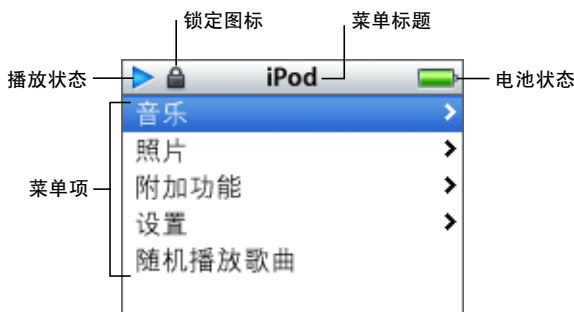 锁定图标 菜单标题
播放状态 iPod 电池状态
音乐
照片
菜单项 附加功能
设置
随机播放歌曲